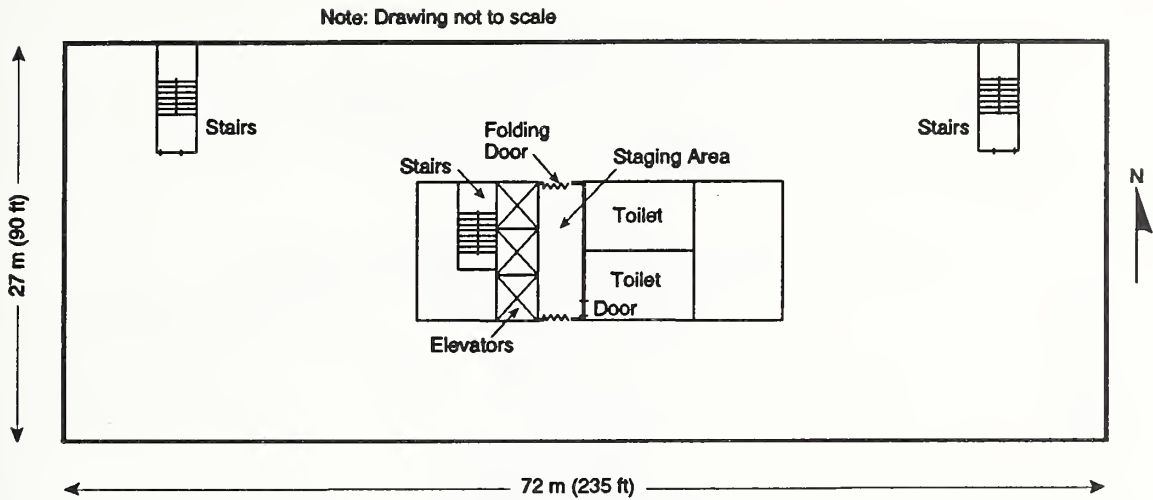 Note: Drawing not to scale
Stairs
Stairs
Folding
Door
Staging Area
Stairs
N
Toilet
Toilet
Door
Elevators
27 m (90 ft)
72 m (235 ft)